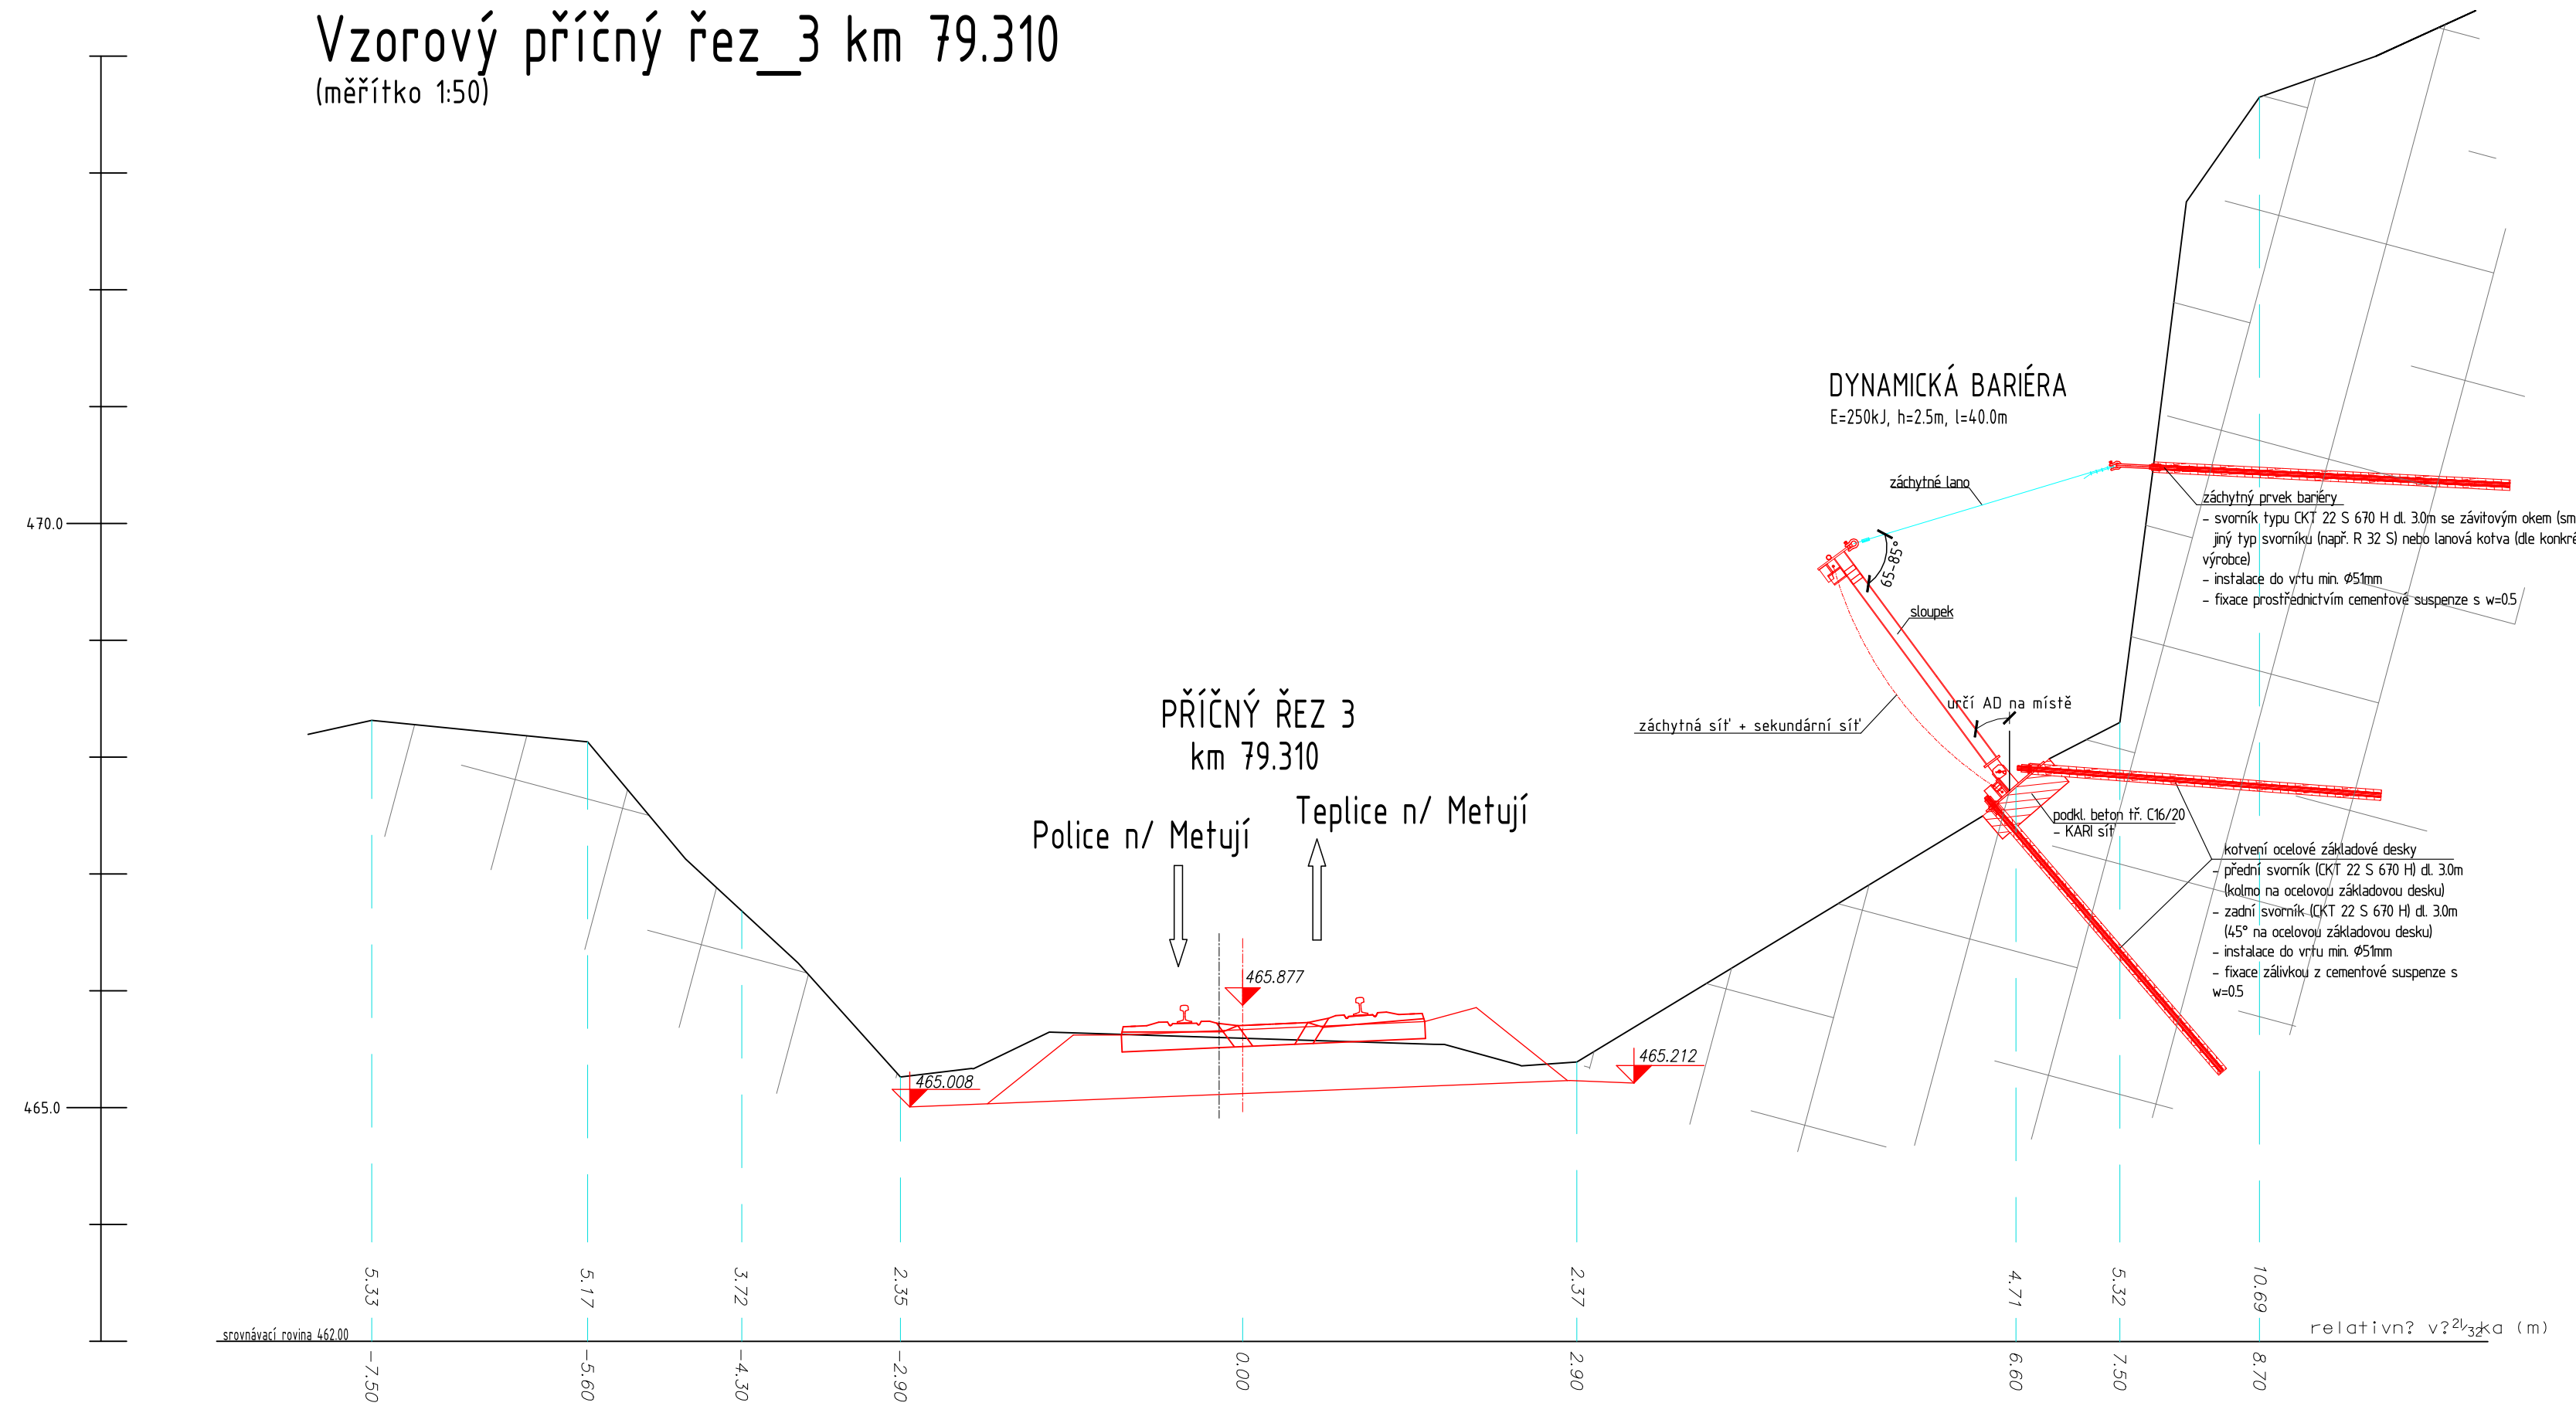 Vzorový příčný řez_3 km 79.310
(měřítko 1:50)
DYNAMICKÁ BARIÉRA
E=250kJ, h=2.5m, l=40.0m
záchytné lano
470.0
65-85°
záchytný prvek bariéry
- svorník typu CKT 22 S 670 H dl. 3.0m se závitovým okem (sm
jiný typ svorníku (např. R 32 S) nebo lanová kotva (dle konkré
výrobce)
- instalace do vrtu min. Ø51mm
- fixace prostřednictvím cementové suspenze s w=0.5
sloupek
určí AD na místě
záchytná síť + sekundární síť
PŘÍČNÝ ŘEZ 3
km 79.310
Police n/ Metují
Teplice n/ Metují
podkl. beton tř. C16/20
- KARI síť
kotvení ocelové základové desky
- přední svorník (CKT 22 S 670 H) dl. 3.0m
(kolmo na ocelovou základovou desku)
- zadní svorník (CKT 22 S 670 H) dl. 3.0m
(45° na ocelovou základovou desku)
- instalace do vrtu min. Ø51mm
- fixace zálivkou z cementové suspenze s
w=0.5
465.877
465.212
465.008
465.0
5.33
5.17
3.72
2.35
2.37
4.71
5.32
10.69
srovnávací rovina 462.00
relativn? v?²¹⁄₃₂ka (m)
-7.50
-5.60
-4.30
-2.90
0.00
2.90
6.60
7.50
8.70